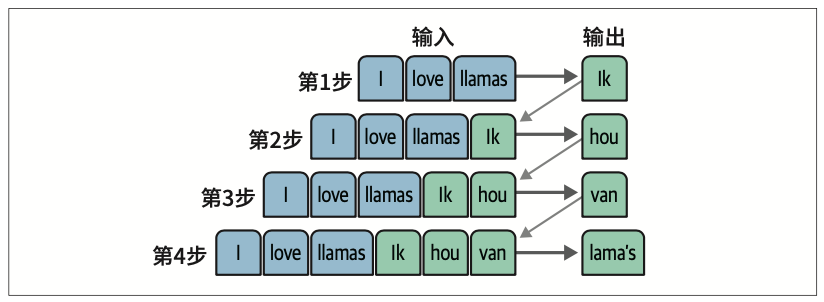 输入 输出
第1步 I love llamas Ik
第2步 I love llamas Ik hou
第3步 I love llamas Ik hou van
第4步 I love llamas Ik hou van lama's